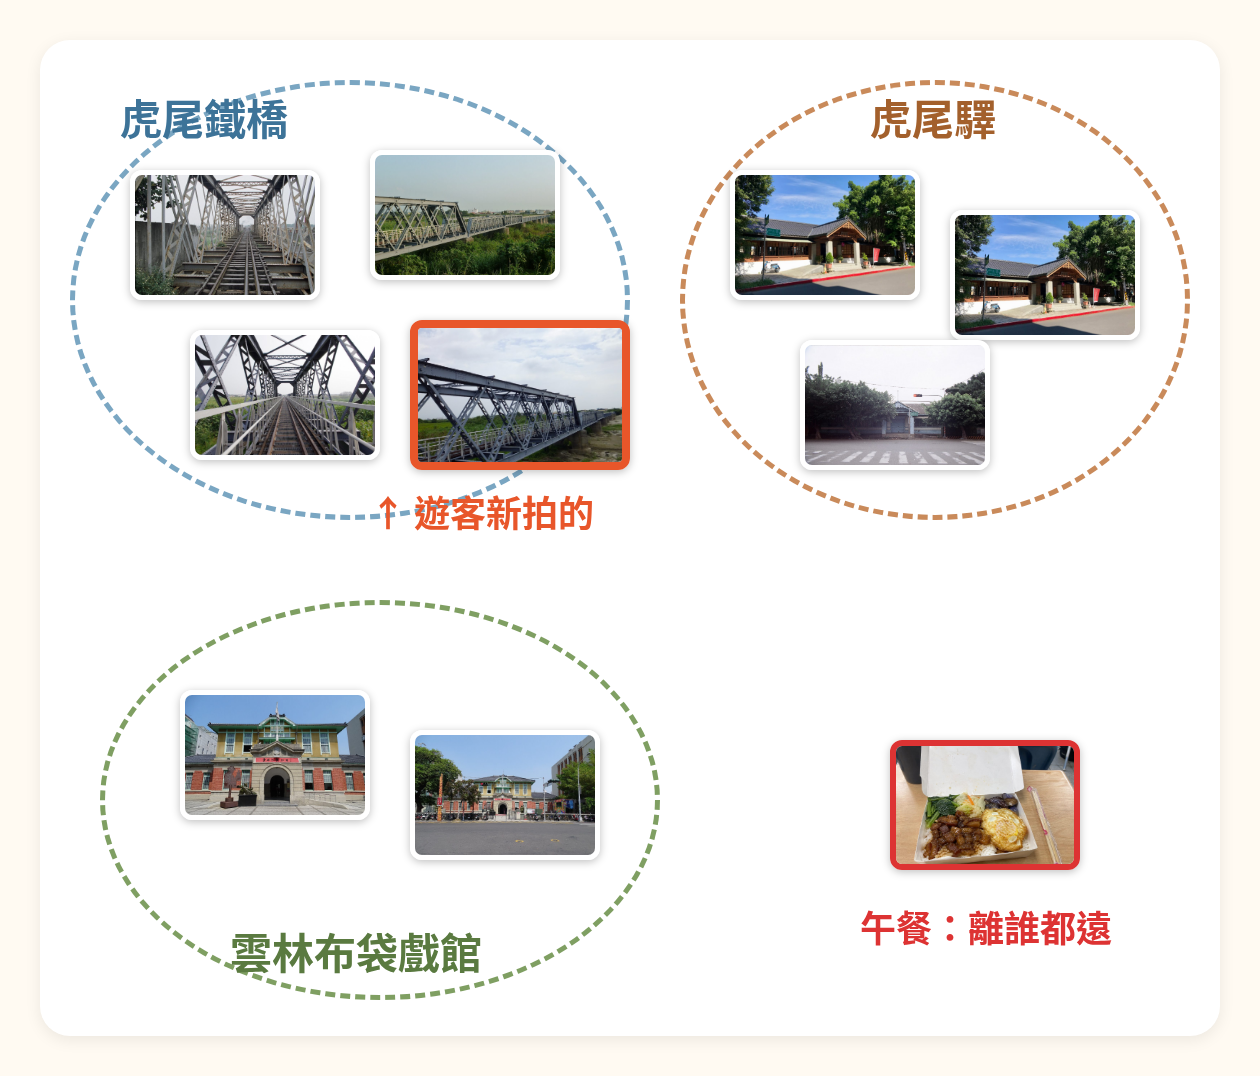 虎尾鐵橋
虎尾驛
↑ 遊客新拍的
雲林布袋戲館
午餐：離誰都遠